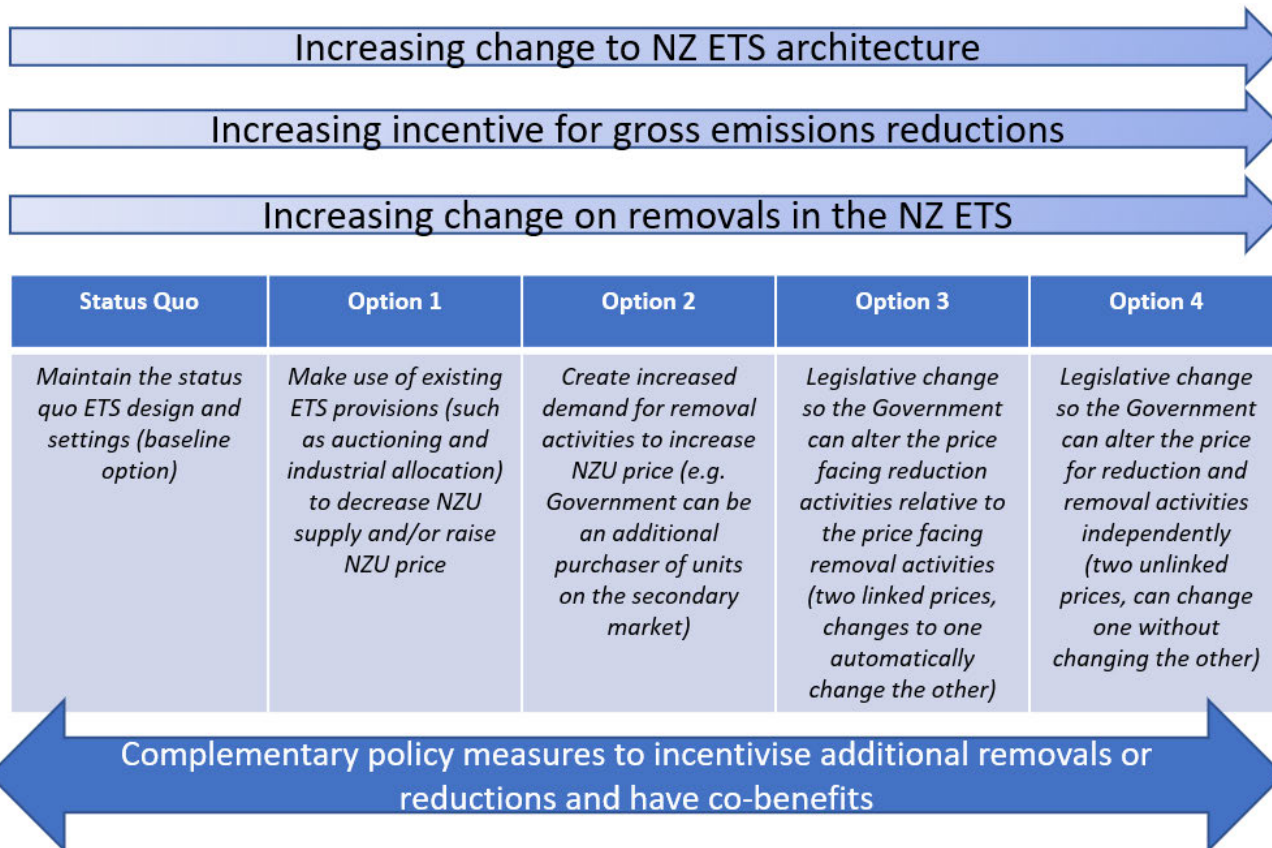 Increasing change to NZ ETS architecture
Increasing incentive for gross emissions reductions
Increasing change on removals in the NZ ETS
Status Quo
Option 1
Option 2
Option 3
Option 4
Maintain the status
quo ETS design and
settings (baseline
option)
Make use of existing
ETS provisions (such
as auctioning and
industrial allocation)
to decrease NZU
supply and/or raise
NZU price
Create increased
demand for removal
activities to increase
NZU price (e.g.
Government can be
an additional
purchaser of units
on the secondary
market)
Legislative change
so the Government
can alter the price
facing reduction
activities relative to
the price facing
removal activities
(two linked prices,
changes to one
automatically
change the other)
Legislative change
so the Government
can alter the price
for reduction and
removal activities
independently
(two unlinked
prices, can change
one without
changing the other)
Complementary policy measures to incentivise additional removals or
reductions and have co-benefits